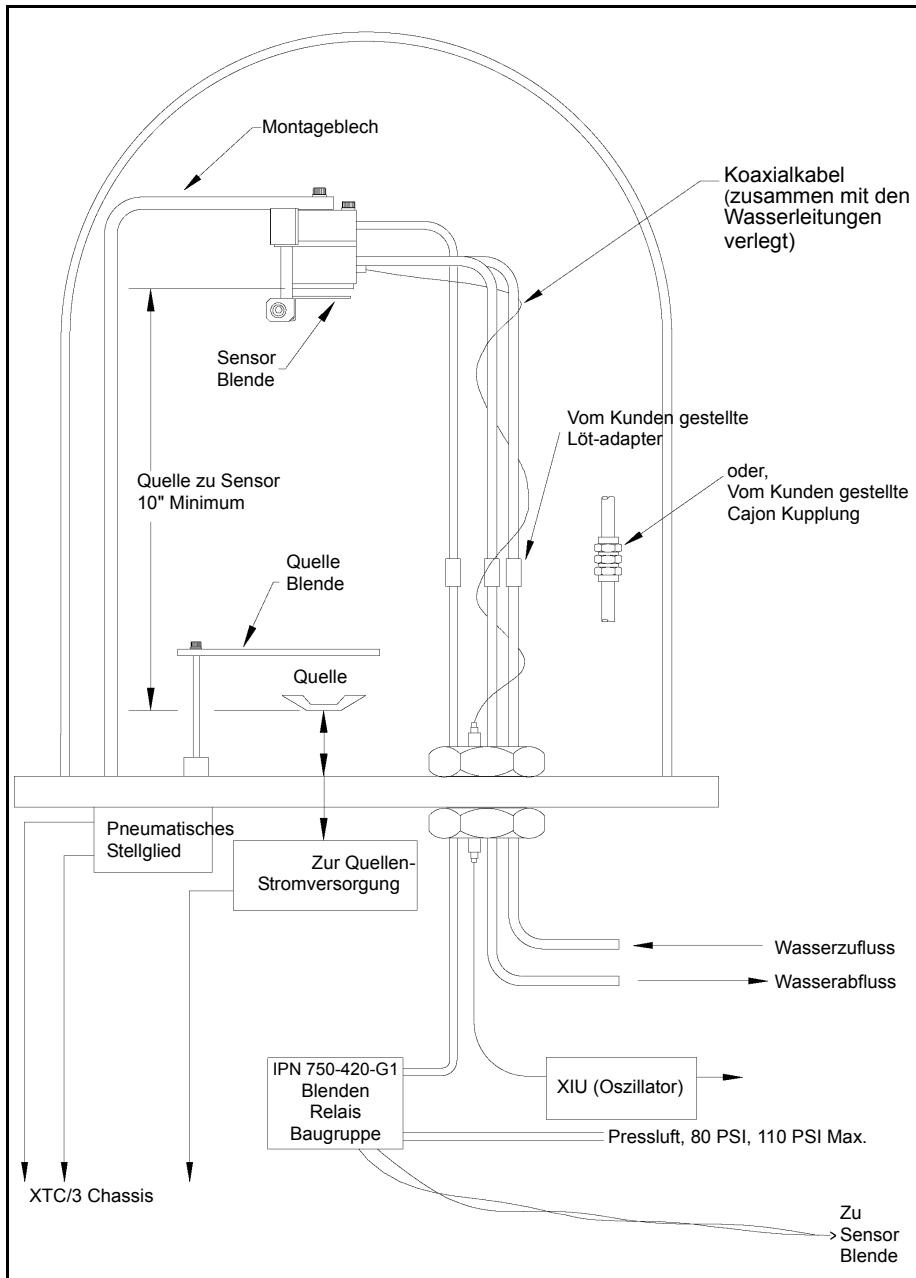 Montageblech
Koaxialkabel
(zusammen mit den
Wasserleitungen
verlegt)
Sensor
Blende
Vom Kunden gestellte
Löt-adapter
oder,
Vom Kunden gestellte
Cajon Kupplung
Quelle zu Sensor
10" Minimum
Quelle
Blende
Quelle
Pneumatisches
Stellglied
Zur Quellen-
Stromversorgung
Wasserzufluss
Wasserabfluss
IPN 750-420-G1
Blenden
Relais
Baugruppe
XIU (Oszillator)
Pressluft, 80 PSI, 110 PSI Max.
XTC/3 Chassis
Zu
Sensor
Blende